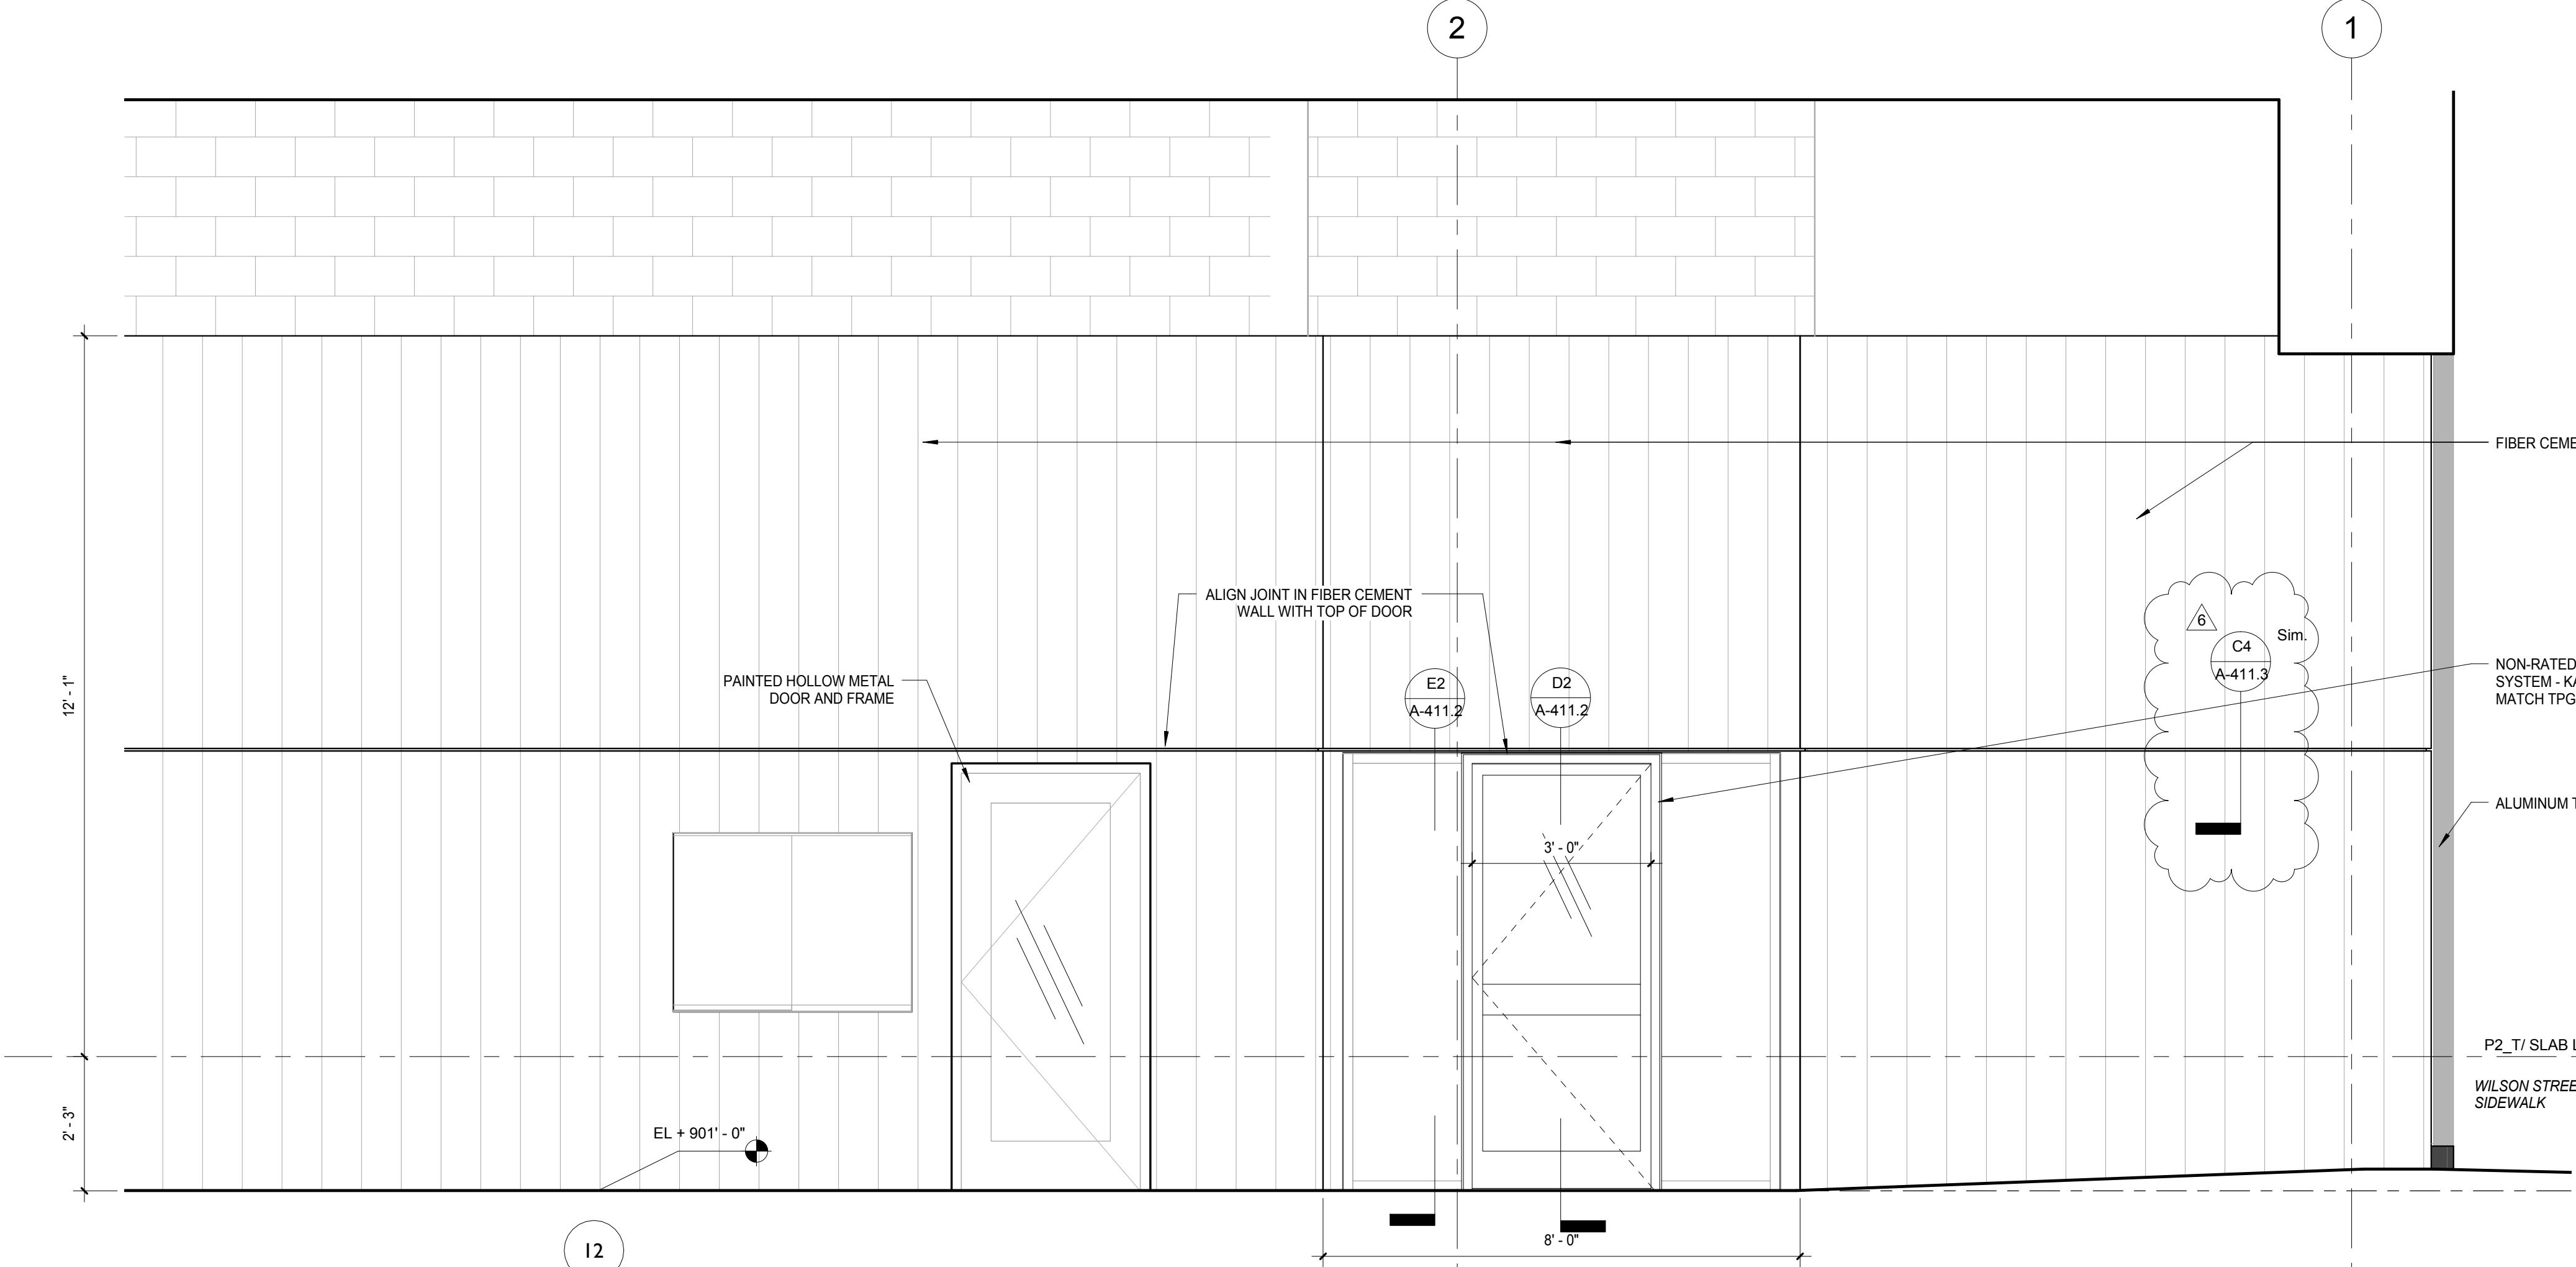 2
1
FIBER CEME
ALIGN JOINT IN FIBER CEMENT
WALL WITH TOP OF DOOR
6
Sim.
C4
A-411.3
PAINTED HOLLOW METAL
DOOR AND FRAME
E2
A-411.2
D2
A-411.2
NON-RATED
SYSTEM - KA
MATCH TPG
12' - 1"
ALUMINUM T
3' - 0"
P2_T/ SLAB L
WILSON STREE
SIDEWALK
2' - 3"
EL + 901' - 0"
8' - 0"
12